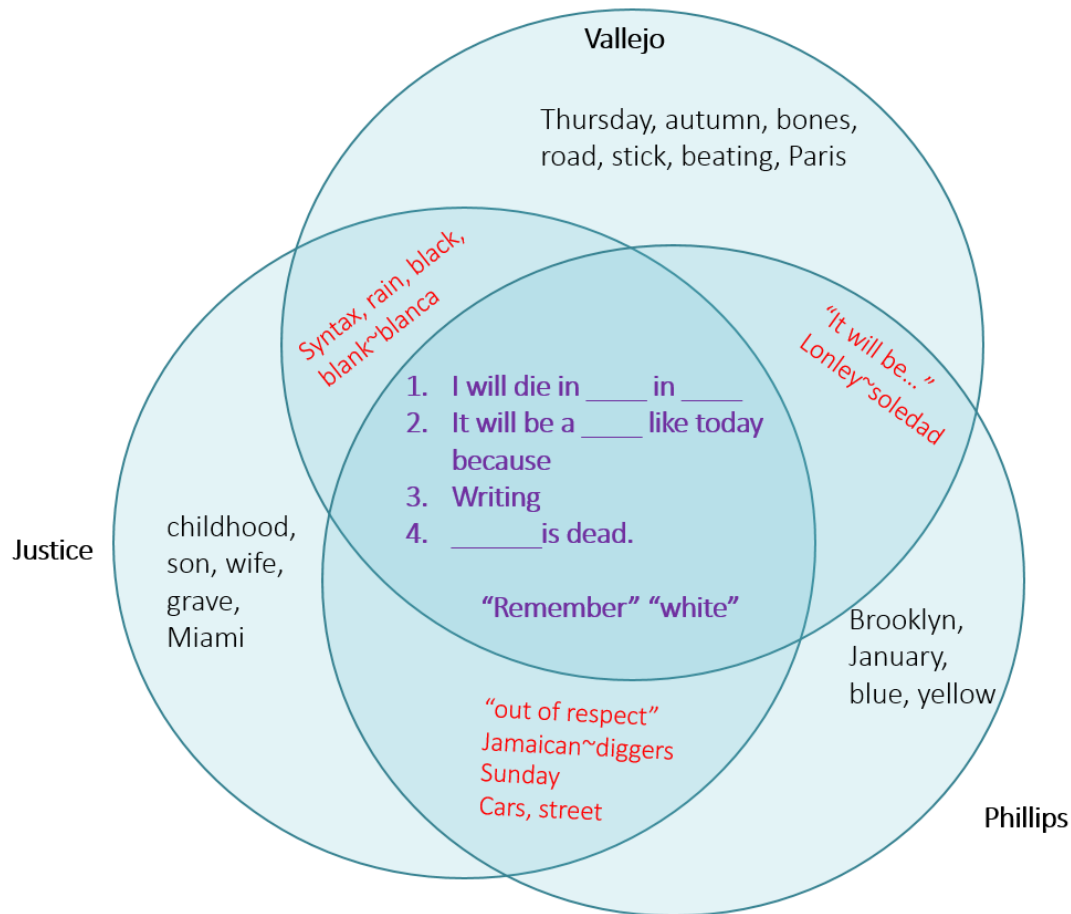 Vallejo
Thursday, autumn, bones,
road, stick, beating, Paris
Syntax, rain, black,
blank~blanca
“It will be...”
Lonley~soledad
1. I will die in ____ in ____
2. It will be a ____ like today
because
3. Writing
4. ______is dead.
“Remember” “white”
Justice
childhood,
son, wife,
grave,
Miami
Brooklyn,
January,
blue, yellow
“out of respect”
Jamaican~diggers
Sunday
Cars, street
Phillips